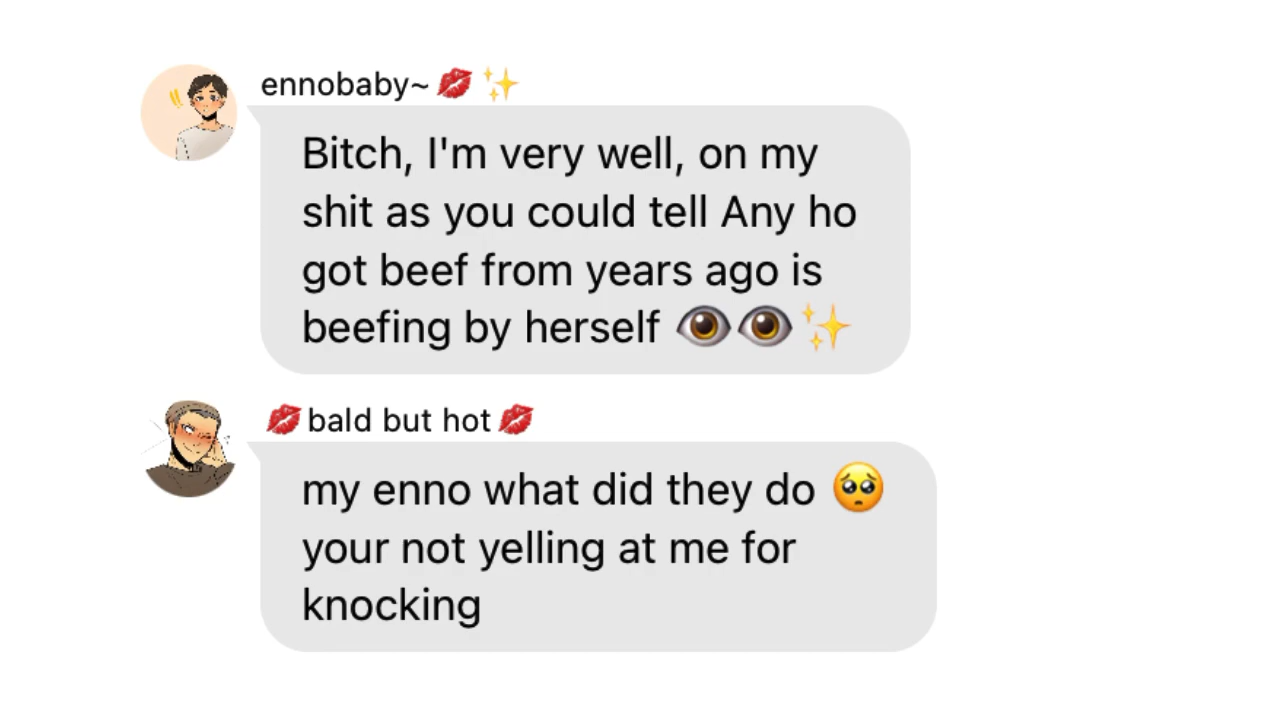 ennobaby~💋✨
Bitch, I'm very well, on my
shit as you could tell Any ho
got beef from years ago is
beefing by herself 👁️👁️✨
💋bald but hot💋
my enno what did they do 🥺
your not yelling at me for
knocking